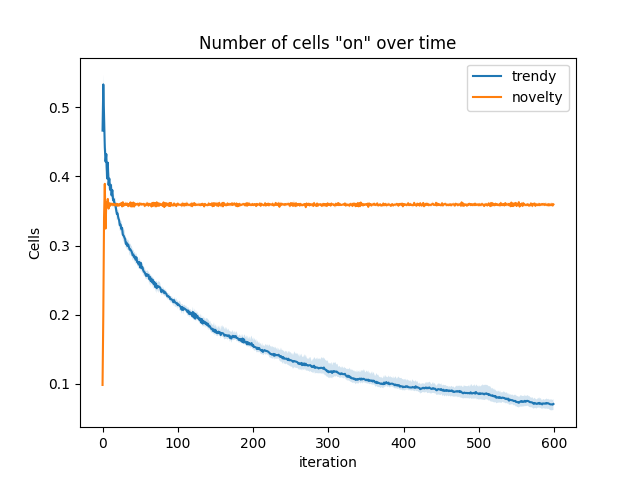 Number of cells "on" over time
trendy
novelty
Cells
0.5
0.4
0.3
0.2
0.1
0 100 200 300 400 500 600
iteration